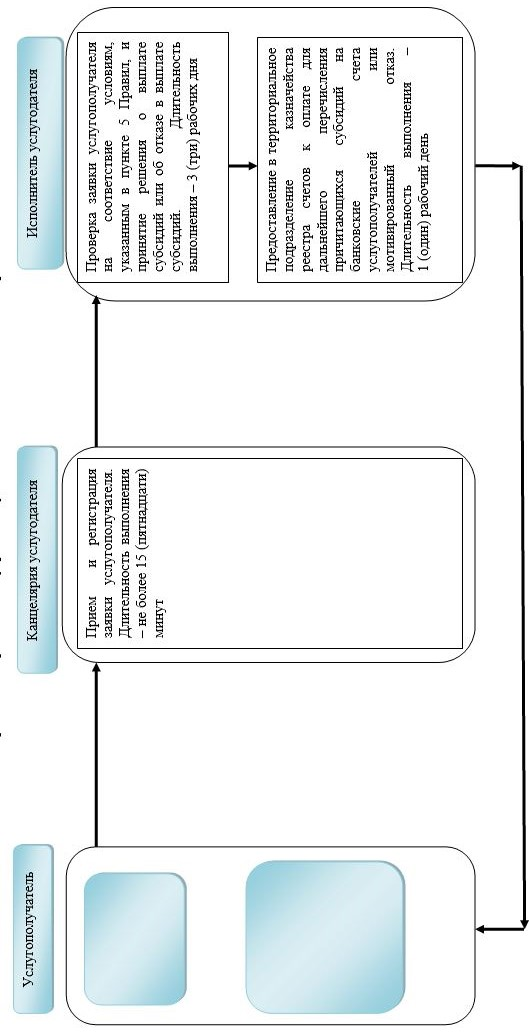 Услугополучатель
Канцелярия услугодателя
Исполнитель услугодателя
Прием и регистрация
заявки услугополучателя.
Длительность выполнения
– не более 15 (пятнадцати)
минут
Проверка заявки услугополучателя
на соответствие условиям,
указанным в пункте 5 Правил, и
принятие решения о выплате
субсидий или об отказе в выплате
субсидий. Длительность
выполнения – 3 (три) рабочих дня
Предоставление в территориальное
подразделение казначейства
реестра счетов к оплате для
дальнейшего перечисления
причитающихся субсидий на
банковские счета
услугополучателей или
мотивированный отказ.
Длительность выполнения –
1 (один) рабочий день